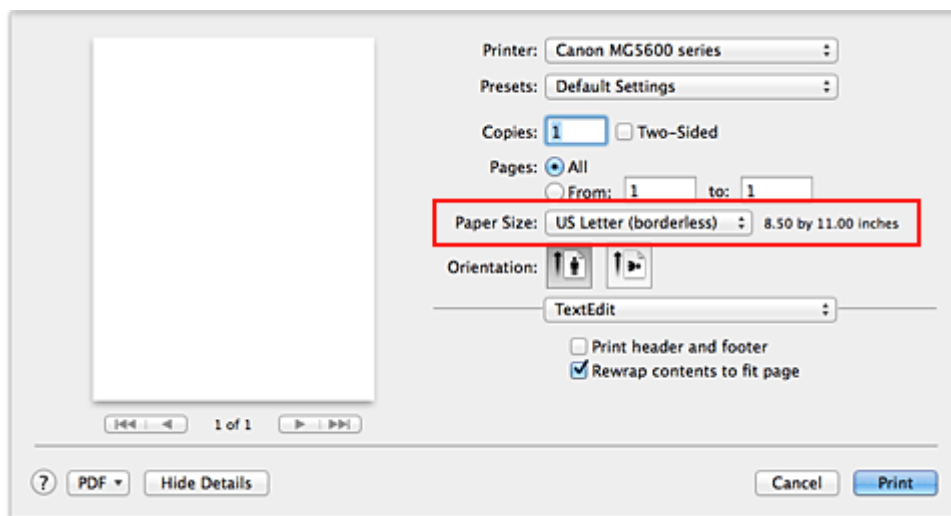 Printer: Canon MG5600 series
Presets: Default Settings
Copies: 1 Two-Sided
Pages: All
From: 1 to: 1
Paper Size: US Letter (borderless) 8.50 by 11.00 inches
Orientation:
TextEdit
Print header and footer
Rewrap contents to fit page
1 of 1
? PDF Hide Details Cancel Print